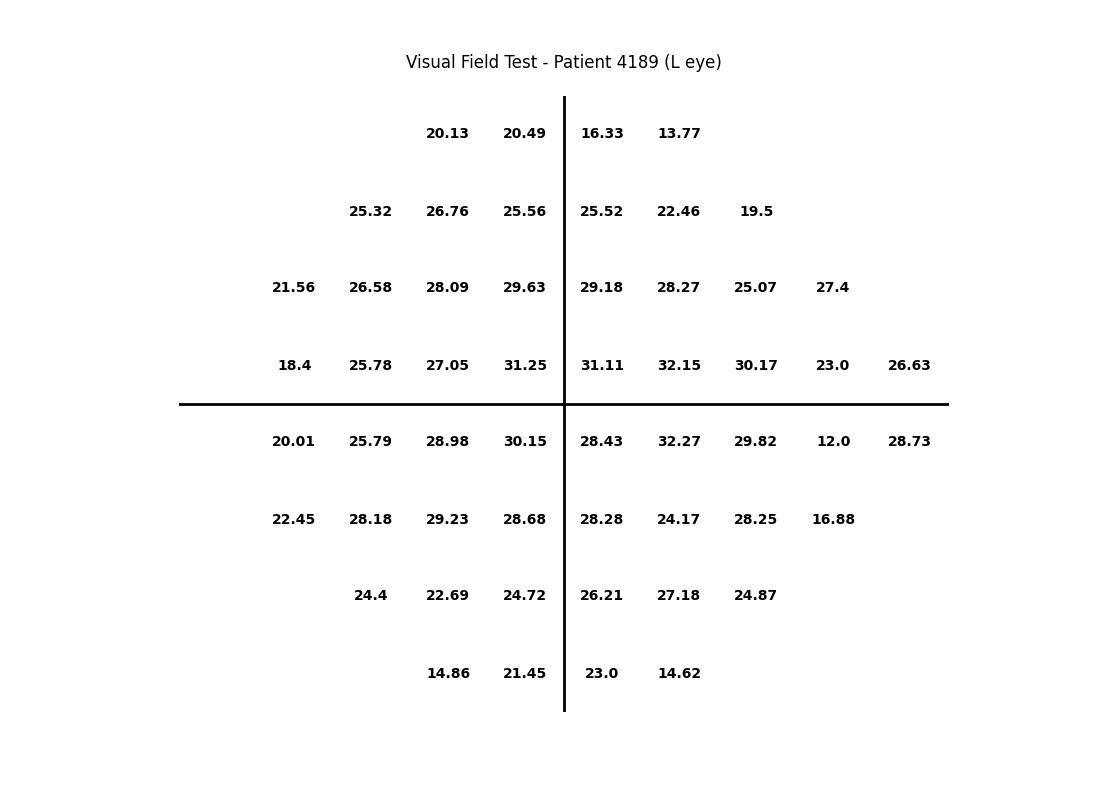 Visual Field Test - Patient 4189 (L eye)
20.13 20.49 16.33 13.77
25.32 26.76 25.56 25.52 22.46 19.5
21.56 26.58 28.09 29.63 29.18 28.27 25.07 27.4
18.4 25.78 27.05 31.25 31.11 32.15 30.17 23.0 26.63
20.01 25.79 28.98 30.15 28.43 32.27 29.82 12.0 28.73
22.45 28.18 29.23 28.68 28.28 24.17 28.25 16.88
24.4 22.69 24.72 26.21 27.18 24.87
14.86 21.45 23.0 14.62